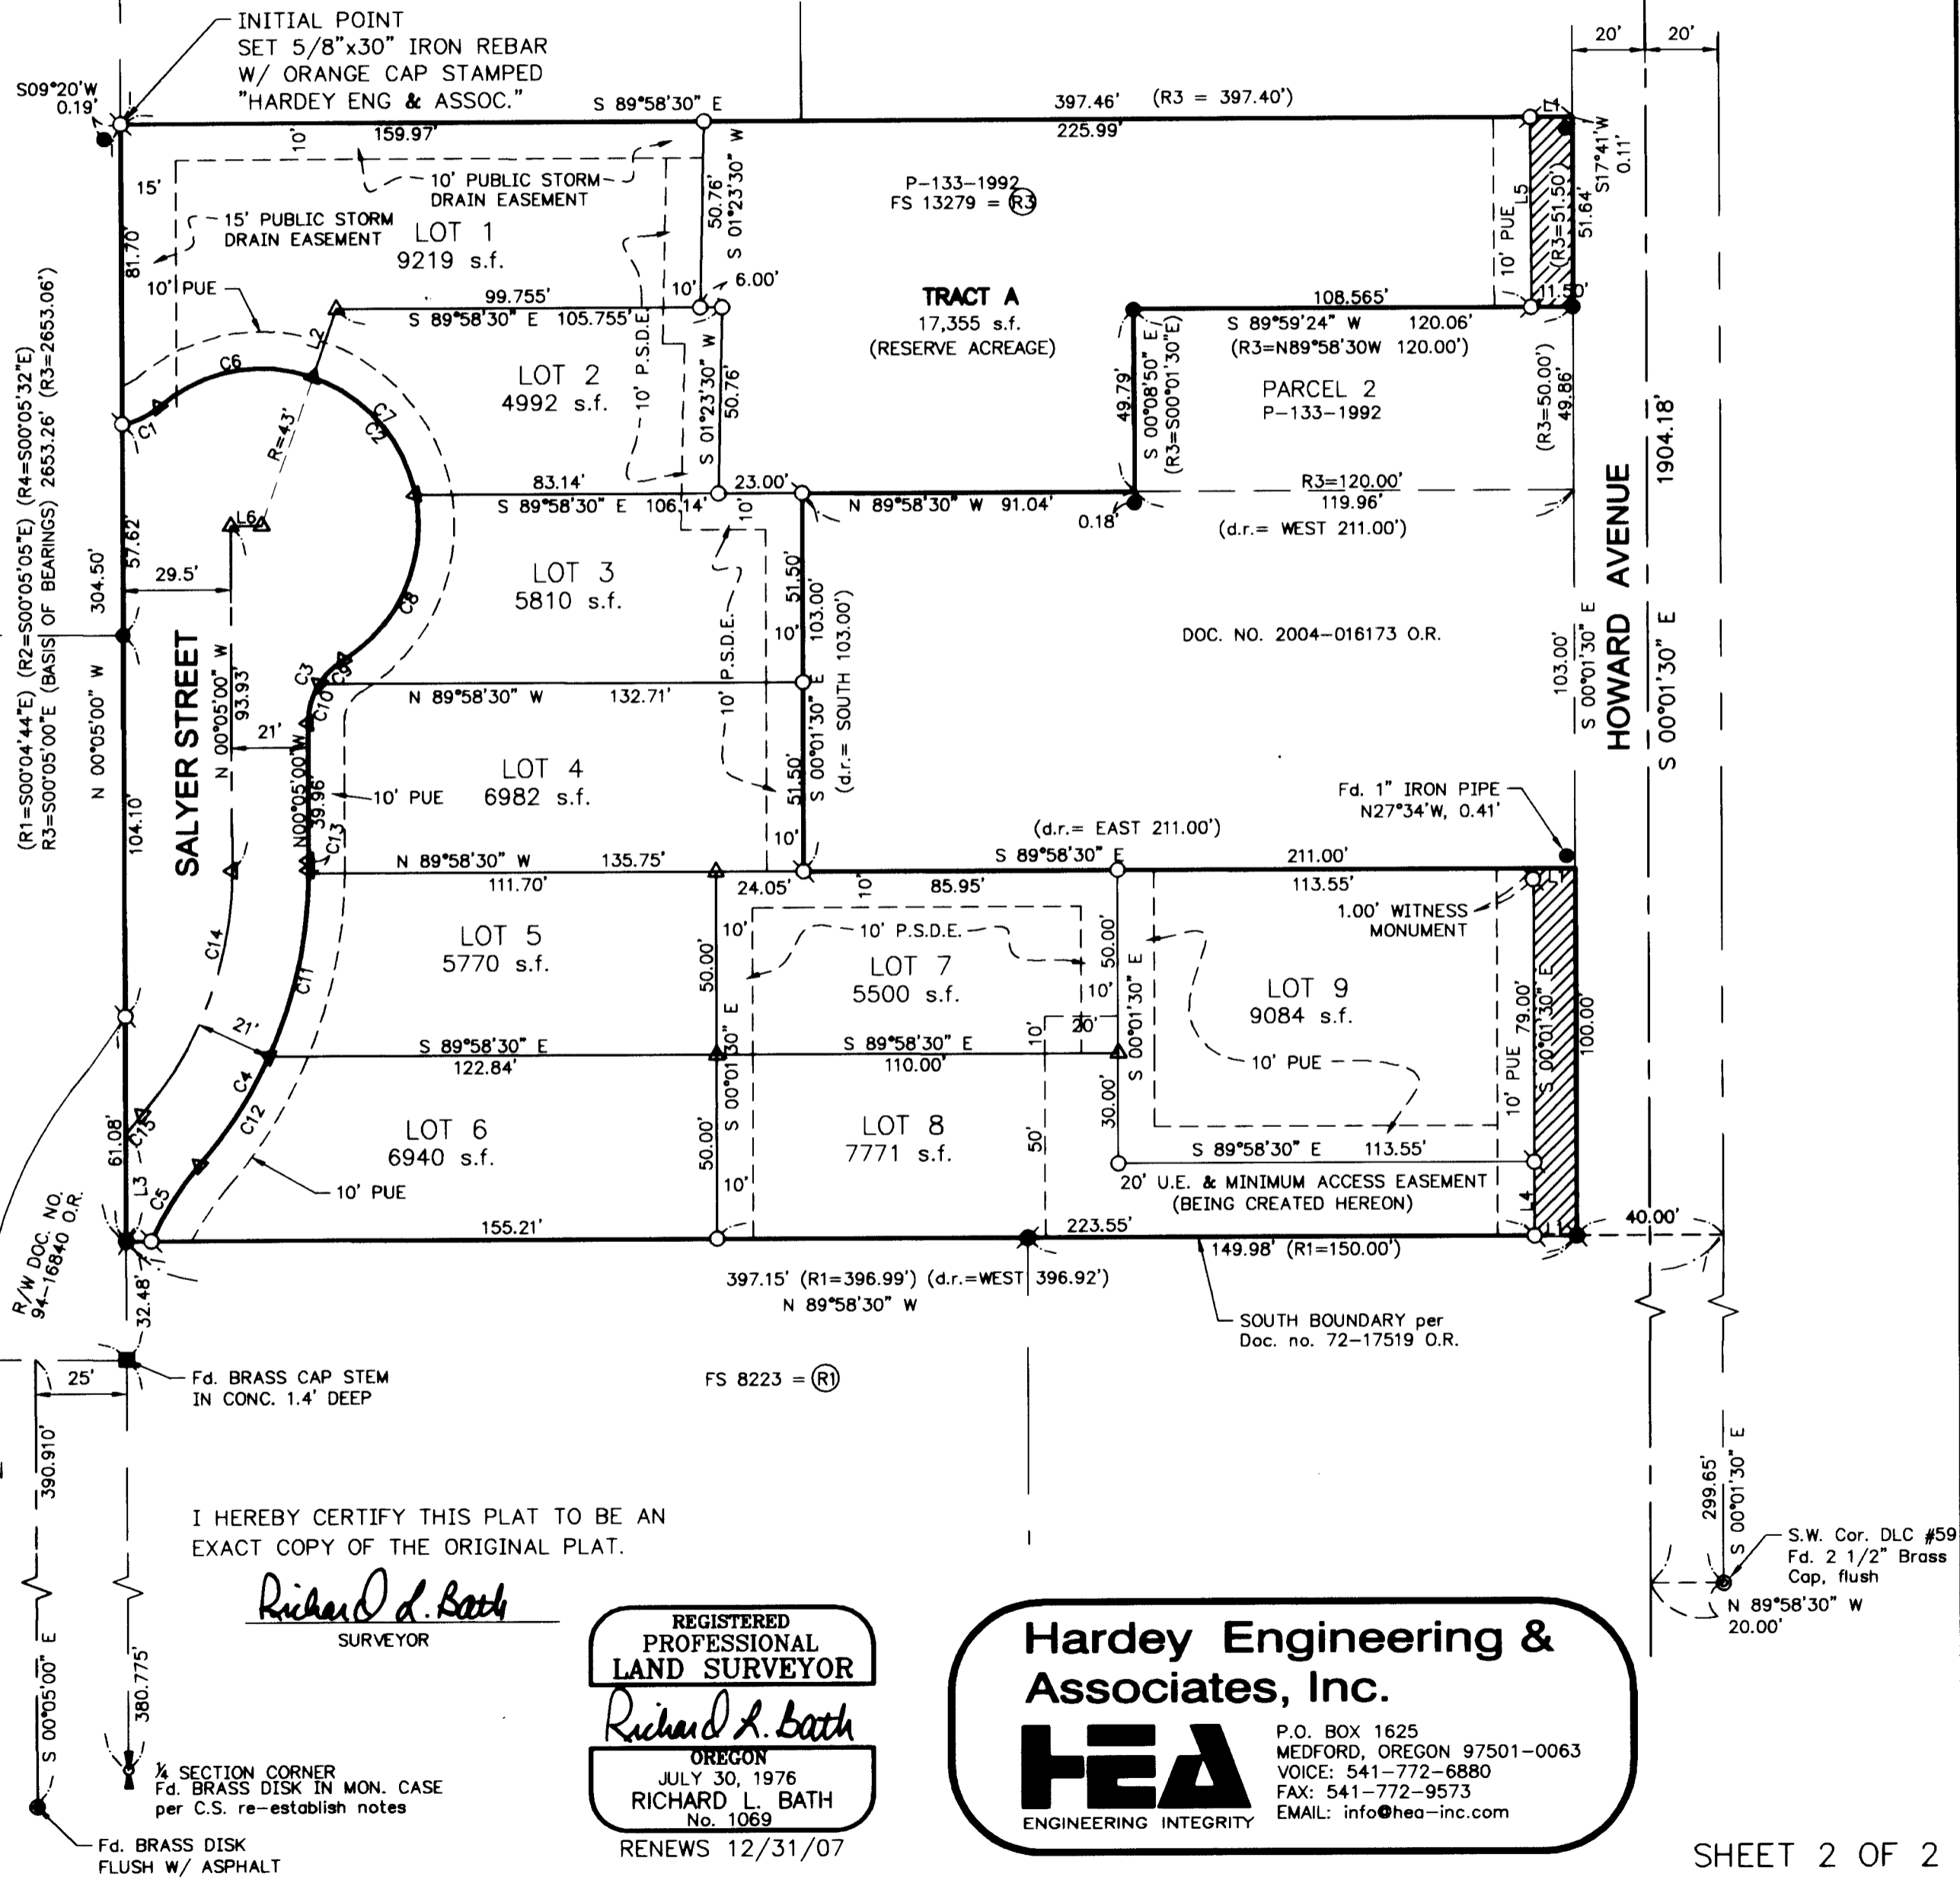 INITIAL POINT
SET 5/8"x30" IRON REBAR
W/ ORANGE CAP STAMPED
"HARDEY ENG & ASSOC."
S09°20'W
0.19'
S 89°58'30" E
397.46' (R3 = 397.40')
159.97'
225.99'
20' 20'
L1
S17°41'W
0.11'
10'
15'
10' PUBLIC STORM
DRAIN EASEMENT
15' PUBLIC STORM
DRAIN EASEMENT
LOT 1
9219 s.f.
81.70'
10' PUE
50.76'
S 01°23'30" W
P-133-1992
FS 13279 = R3
10' PUE
L5
(R3=51.50')
51.64'
10'
6.00'
99.755'
S 89°58'30" E 105.755'
TRACT A
17,355 s.f.
(RESERVE ACREAGE)
108.565'
11.50'
S 89°59'24" W 120.06'
(R3=N89°58'30W 120.00')
L2
C6
C1
C7
C2
R=43'
LOT 2
4992 s.f.
10' P.S.D.E.
S 01°23'30" W
50.76'
49.79'
S 00°08'50" E
(R3=S00°01'30"E)
PARCEL 2
P-133-1992
(R3=50.00')
49.86'
1904.18'
HOWARD AVENUE
S 00°01'30" E
(R1=S00°04'44"E) (R2=S00°05'05"E) (R4=S00°05'32"E)
R3=S00°05'00"E (BASIS OF BEARINGS) 2653.26' (R3=2653.06')
N 00°05'00" W 304.50'
57.62'
83.14'
S 89°58'30" E 106.14'
23.00'
10'
N 89°58'30" W 91.04'
0.18'
R3=120.00'
119.96'
(d.r.= WEST 211.00')
L6
29.5'
LOT 3
5810 s.f.
C8
10' P.S.D.E.
10'
51.50'
103.00'
S 00°01'30" E
(d.r.= SOUTH 103.00')
DOC. NO. 2004-016173 O.R.
103.00'
S 00°01'30" E
SALYER STREET
N 00°05'00" W
93.93'
C3
C9
C10
N 89°58'30" W 132.71'
21'
104.10'
N00°05'00"W
39.96'
C13
10' PUE
LOT 4
6982 s.f.
51.50'
10'
Fd. 1" IRON PIPE
N27°34'W, 0.41'
(d.r.= EAST 211.00')
N 89°58'30" W 135.75'
111.70'
24.05'
10'
S 89°58'30" E 211.00'
85.95'
113.55'
L1
1.00' WITNESS
MONUMENT
C14
C11
LOT 5
5770 s.f.
50.00'
10'
10' P.S.D.E.
LOT 7
5500 s.f.
50.00'
10'
S 00°01'30" E
LOT 9
9084 s.f.
79.00'
S 00°01'30" E
100.00'
10' PUE
10' PUE
21'
S 89°58'30" E
122.84'
S 00°01'30" E
S 89°58'30" E
110.00'
10'
20'
30.00'
C4
C12
C15
C5
L3
61.08'
LOT 6
6940 s.f.
10' PUE
50.00'
10'
LOT 8
7771 s.f.
50'
S 89°58'30" E 113.55'
20' U.E. & MINIMUM ACCESS EASEMENT
(BEING CREATED HEREON)
L4
L1
40.00'
R/W DOC. NO.
94-16840 O.R.
155.21'
223.55'
149.98' (R1=150.00')
397.15' (R1=396.99') (d.r.=WEST 396.92')
N 89°58'30" W
SOUTH BOUNDARY per
Doc. no. 72-17519 O.R.
32.48'
25'
Fd. BRASS CAP STEM
IN CONC. 1.4' DEEP
FS 8223 = R1
390.910'
S 00°05'00" E
380.775'
299.65'
S 00°01'30" E
S.W. Cor. DLC #59
Fd. 2 1/2" Brass
Cap, flush
N 89°58'30" W
20.00'
I HEREBY CERTIFY THIS PLAT TO BE AN
EXACT COPY OF THE ORIGINAL PLAT.
Richard L. Bath
SURVEYOR
REGISTERED
PROFESSIONAL
LAND SURVEYOR
Richard L. Bath
OREGON
JULY 30, 1976
RICHARD L. BATH
No. 1069
RENEWS 12/31/07
Hardey Engineering &
Associates, Inc.
HEA
ENGINEERING INTEGRITY
P.O. BOX 1625
MEDFORD, OREGON 97501-0063
VOICE: 541-772-6880
FAX: 541-772-9573
EMAIL: info@hea-inc.com
¼ SECTION CORNER
Fd. BRASS DISK IN MON. CASE
per C.S. re-establish notes
Fd. BRASS DISK
FLUSH W/ ASPHALT
SHEET 2 OF 2